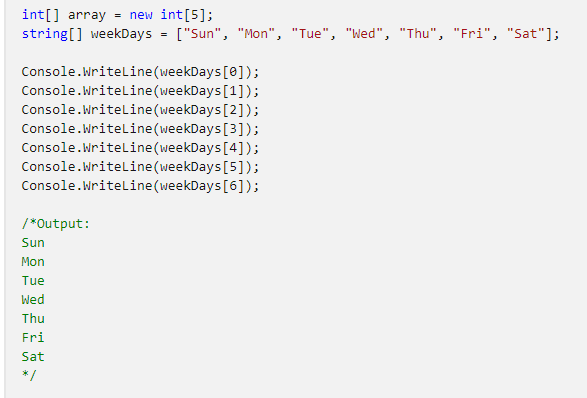 int[] array = new int[5];
string[] weekDays = ["Sun", "Mon", "Tue", "Wed", "Thu", "Fri", "Sat"];
Console.WriteLine(weekDays[0]);
Console.WriteLine(weekDays[1]);
Console.WriteLine(weekDays[2]);
Console.WriteLine(weekDays[3]);
Console.WriteLine(weekDays[4]);
Console.WriteLine(weekDays[5]);
Console.WriteLine(weekDays[6]);
/*Output:
Sun
Mon
Tue
Wed
Thu
Fri
Sat
*/